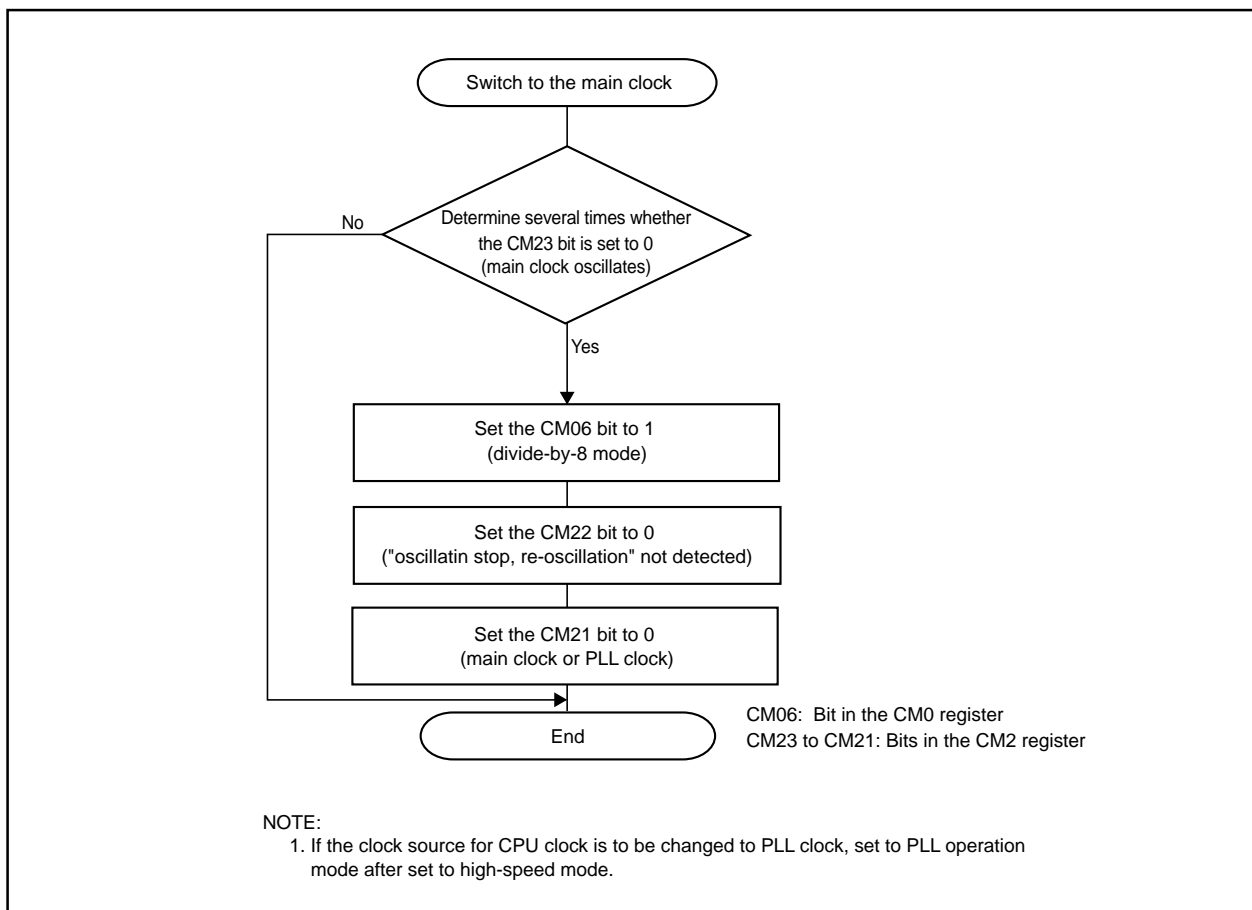 Switch to the main clock
Determine several times whether
the CM23 bit is set to 0
(main clock oscillates)
No
Yes
Set the CM06 bit to 1
(divide-by-8 mode)
Set the CM22 bit to 0
("oscillatin stop, re-oscillation" not detected)
Set the CM21 bit to 0
(main clock or PLL clock)
End
CM06:  Bit in the CM0 register
CM23 to CM21: Bits in the CM2 register
NOTE:
1. If the clock source for CPU clock is to be changed to PLL clock, set to PLL operation
mode after set to high-speed mode.